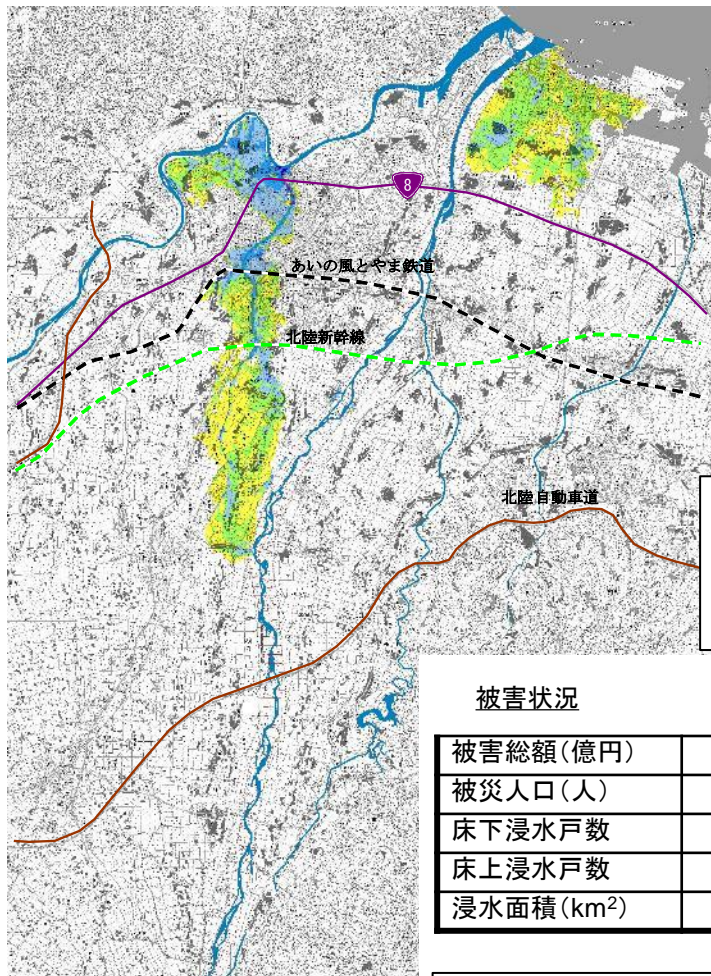 8
あいの風とやま鉄道
北陸新幹線
北陸自動車道
被害状況
被害総額(億円)
被災人口(人)
床下浸水戸数
床上浸水戸数
浸水面積(km²)